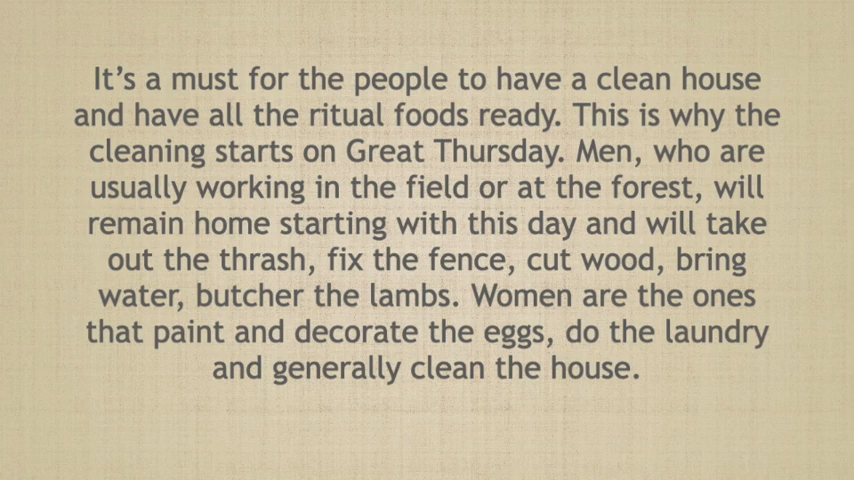 It’s a must for the people to have a clean house
and have all the ritual foods ready. This is why the
cleaning starts on Great Thursday. Men, who are
usually working in the field or at the forest, will
remain home starting with this day and will take
out the thrash, fix the fence, cut wood, bring
water, butcher the lambs. Women are the ones
that paint and decorate the eggs, do the laundry
and generally clean the house.